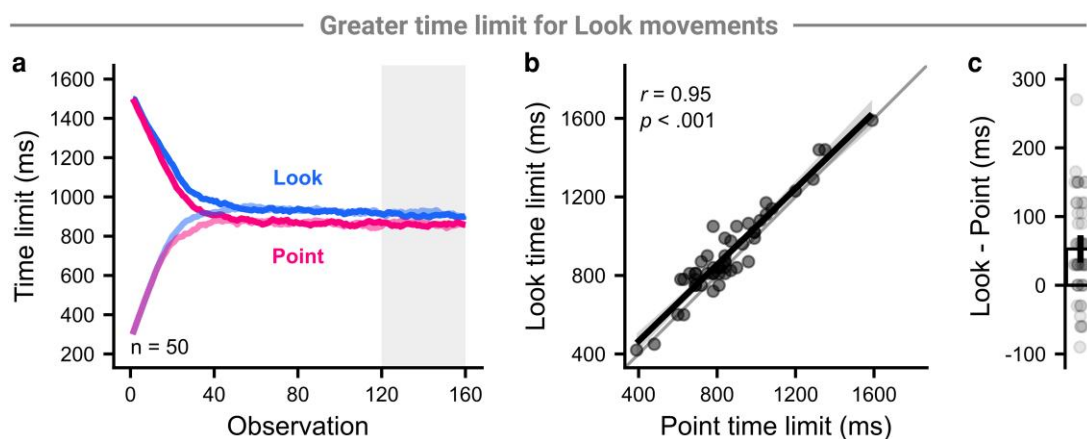 Greater time limit for Look movements
a
Time limit (ms)
1600
1400
1200
1000
800
600
400
200
Look
Point
n = 50
0
40
80
120
160
Observation
b
Look time limit (ms)
1600
1200
800
400
r = 0.95
p < .001
400
800
1200
1600
Point time limit (ms)
c
Look - Point (ms)
300
200
100
0
-100